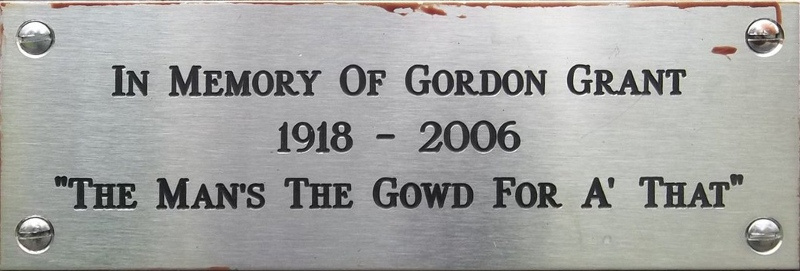 In Memory Of Gordon Grant
1918 - 2006
"The Man's The Gowd For A' That"